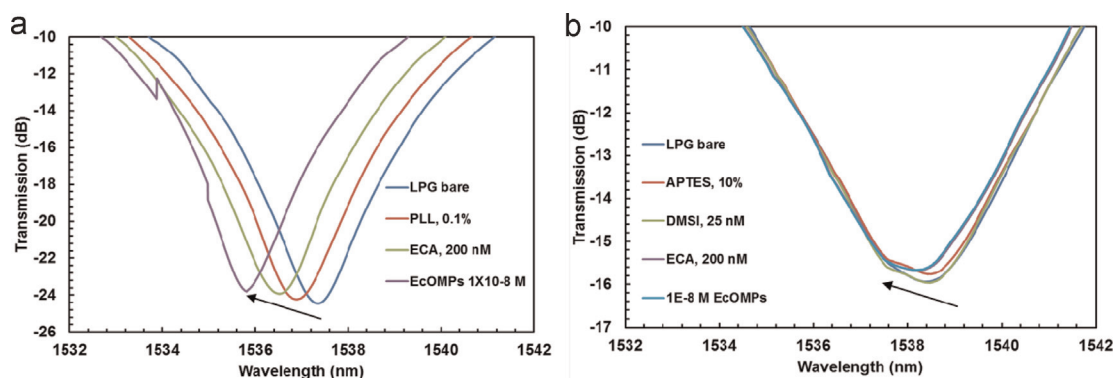 a
-10
-12
-14
-16
-18
-20
-22
-24
-26
Transmission (dB)
LPG bare
PLL, 0.1%
ECA, 200 nM
EcOMPs 1X10-8 M
1532 1534 1536 1538 1540 1542
Wavelength (nm)
b
-10
-11
-12
-13
-14
-15
-16
-17
Transmission (dB)
LPG bare
APTES, 10%
DMSI, 25 nM
ECA, 200 nM
1E-8 M EcOMPs
1532 1534 1536 1538 1540 1542
Wavelength (nm)